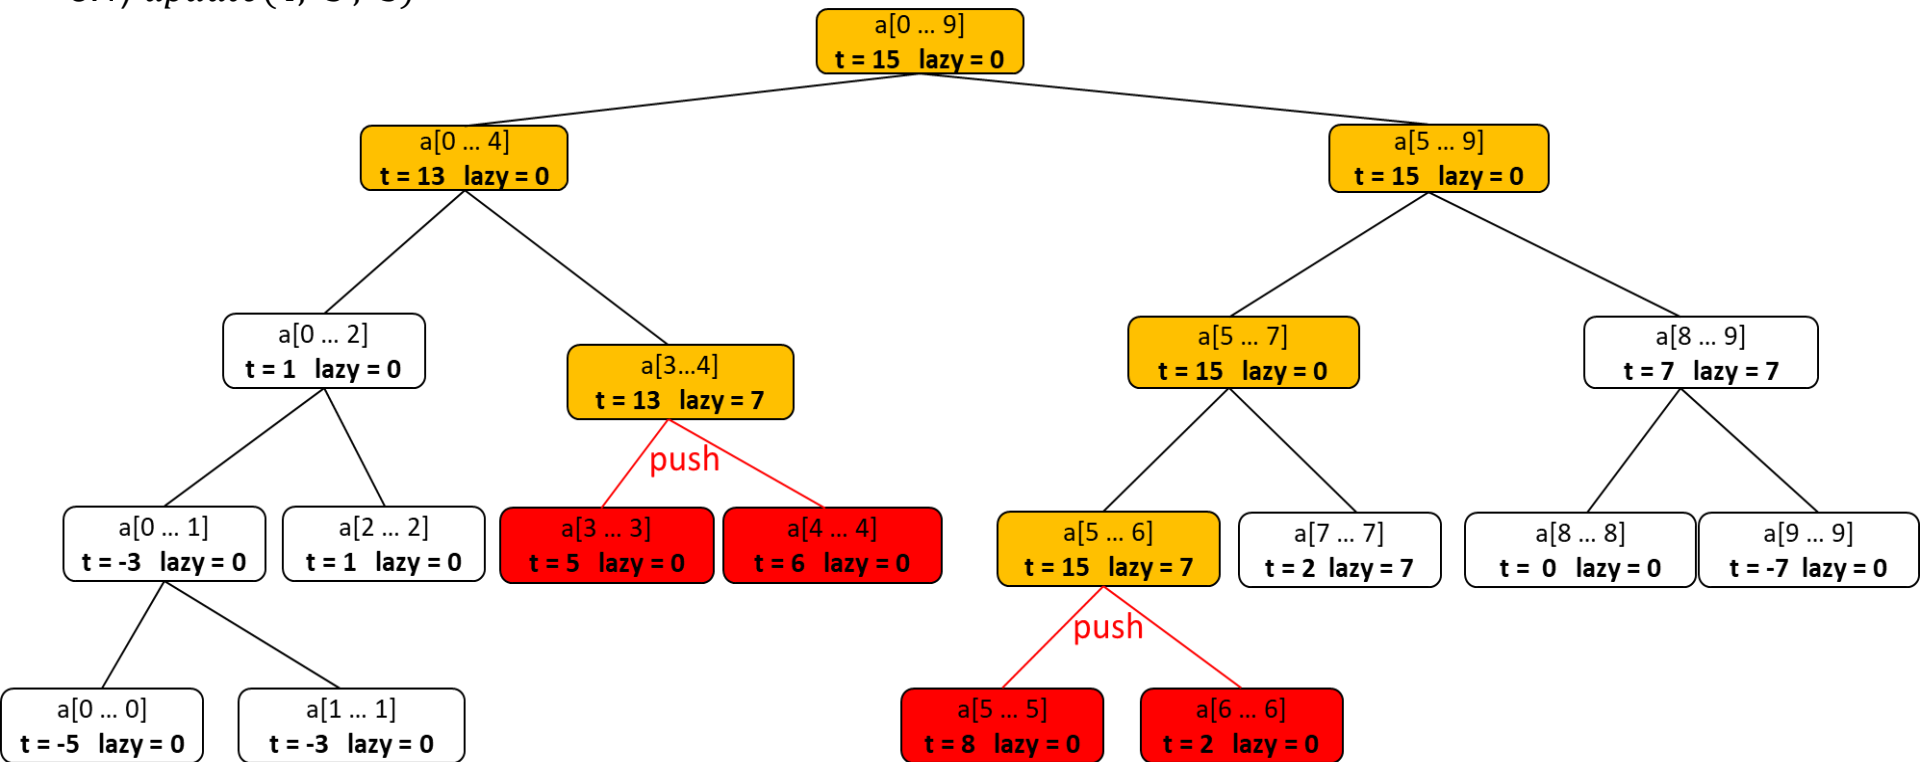 a[0 ... 9]
t = 15 lazy = 0
a[0 ... 4]
t = 13 lazy = 0
a[5 ... 9]
t = 15 lazy = 0
a[0 ... 2]
t = 1 lazy = 0
a[3...4]
t = 13 lazy = 7
a[5 ... 7]
t = 15 lazy = 0
a[8 ... 9]
t = 7 lazy = 7
push
a[0 ... 1]
t = -3 lazy = 0
a[2 ... 2]
t = 1 lazy = 0
a[3 ... 3]
t = 5 lazy = 0
a[4 ... 4]
t = 6 lazy = 0
a[5 ... 6]
t = 15 lazy = 7
a[7 ... 7]
t = 2 lazy = 7
a[8 ... 8]
t = 0 lazy = 0
a[9 ... 9]
t = -7 lazy = 0
push
a[0 ... 0]
t = -5 lazy = 0
a[1 ... 1]
t = -3 lazy = 0
a[5 ... 5]
t = 8 lazy = 0
a[6 ... 6]
t = 2 lazy = 0